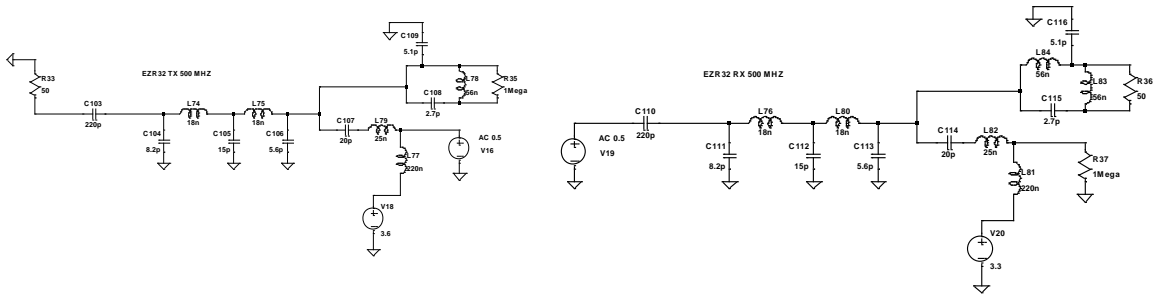 C109
5.1p
R33
50
EZR32 TX 500 MHZ
L78
56n
R35
1Mega
C108
2.7p
C103
220p
L74
18n
L75
18n
C104
8.2p
C105
15p
C106
5.6p
C107
20p
L79
25n
L77
220n
AC 0.5
V16
V18
3.6
C116
5.1p
EZR32 RX 500 MHZ
L84
56n
L83
56n
R36
50
C115
2.7p
C110
220p
AC 0.5
V19
L76
18n
L80
18n
C111
8.2p
C112
15p
C113
5.6p
C114
20p
L82
25n
L81
220n
R37
1Mega
V20
3.3